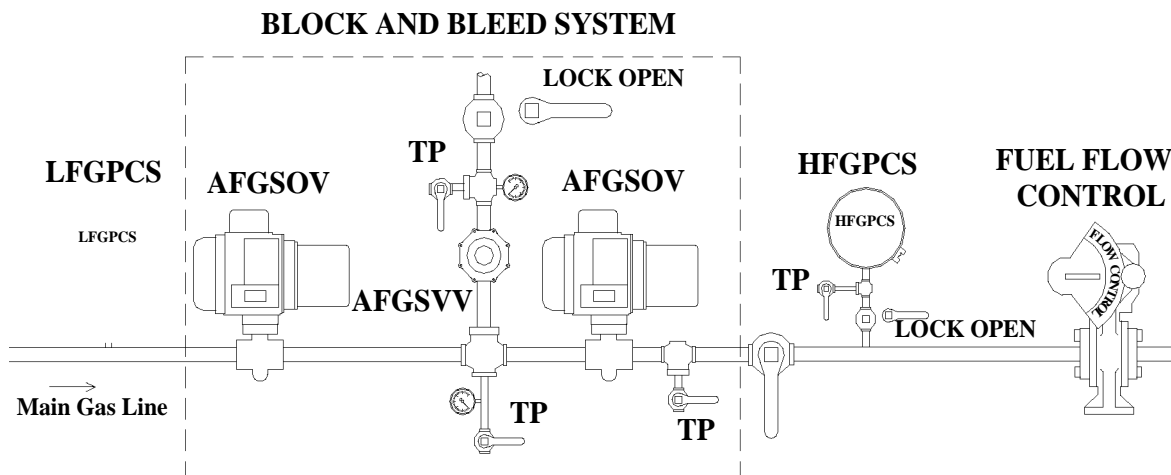 BLOCK AND BLEED SYSTEM
LOCK OPEN
TP
LFGPCS
AFGSOV
AFGSOV
HFGPCS
FUEL FLOW
CONTROL
LFGPCS
HFGPCS
FLOW CONTROL
AFGSVV
TP
LOCK OPEN
Main Gas Line
TP
TP